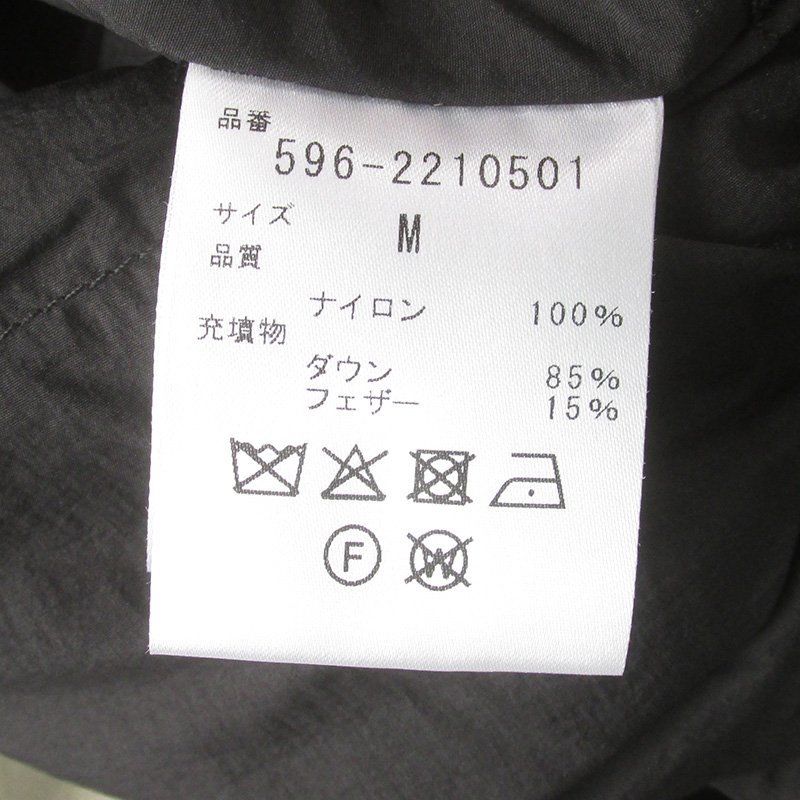 品番
596-2210501
サイズ M
品質
ナイロン 100%
充填物
ダウン 85%
フェザー 15%
F W